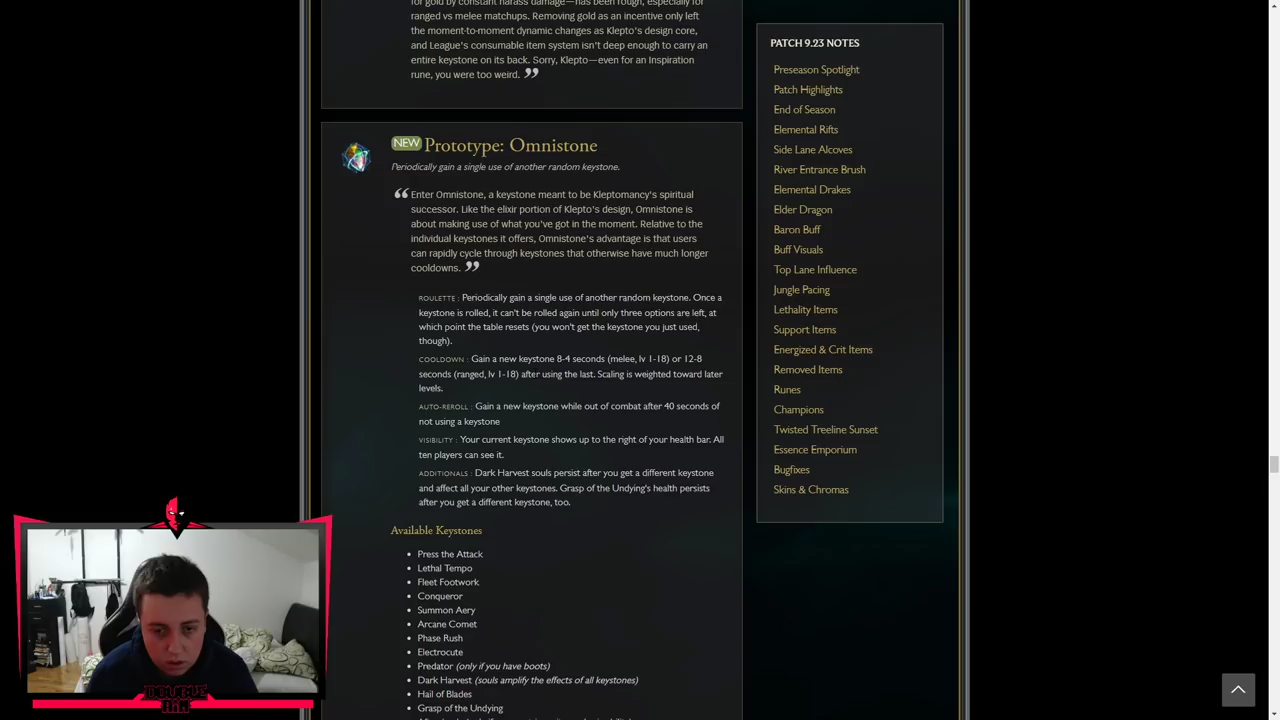 for gold by constant harass damage—has been rough, especially for
ranged vs melee matchups. Removing gold as an incentive only left
the moment-to-moment dynamic changes as Klepto's design core,
and League's consumable item system isn't deep enough to carry an
entire keystone on its back. Sorry, Klepto—even for an Inspiration
rune, you were too weird. ”
NEW Prototype: Omnistone
Periodically gain a single use of another random keystone.
“ Enter Omnistone, a keystone meant to be Kleptomancy's spiritual
successor. Like the elixir portion of Klepto's design, Omnistone is
about making use of what you've got in the moment. Relative to the
individual keystones it offers, Omnistone's advantage is that users
can rapidly cycle through keystones that otherwise have much longer
cooldowns. ”
ROULETTE : Periodically gain a single use of another random keystone. Once a
keystone is rolled, it can't be rolled again until only three options are left, at
which point the table resets (you won't get the keystone you just used,
though).
COOLDOWN : Gain a new keystone 8-4 seconds (melee, lv 1-18) or 12-8
seconds (ranged, lv 1-18) after using the last. Scaling is weighted toward later
levels.
AUTO-REROLL : Gain a new keystone while out of combat after 40 seconds of
not using a keystone
VISIBILITY : Your current keystone shows up to the right of your health bar. All
ten players can see it.
ADDITIONALS : Dark Harvest souls persist after you get a different keystone
and affect all your other keystones. Grasp of the Undying's health persists
after you get a different keystone, too.
Available Keystones
Press the Attack
Lethal Tempo
Fleet Footwork
Conqueror
Summon Aery
Arcane Comet
Phase Rush
Electrocute
Predator (only if you have boots)
Dark Harvest (souls amplify the effects of all keystones)
Hail of Blades
Grasp of the Undying
PATCH 9.23 NOTES
Preseason Spotlight
Patch Highlights
End of Season
Elemental Rifts
Side Lane Alcoves
River Entrance Brush
Elemental Drakes
Elder Dragon
Baron Buff
Buff Visuals
Top Lane Influence
Jungle Pacing
Lethality Items
Support Items
Energized & Crit Items
Removed Items
Runes
Champions
Twisted Treeline Sunset
Essence Emporium
Bugfixes
Skins & Chromas
DOUBLE